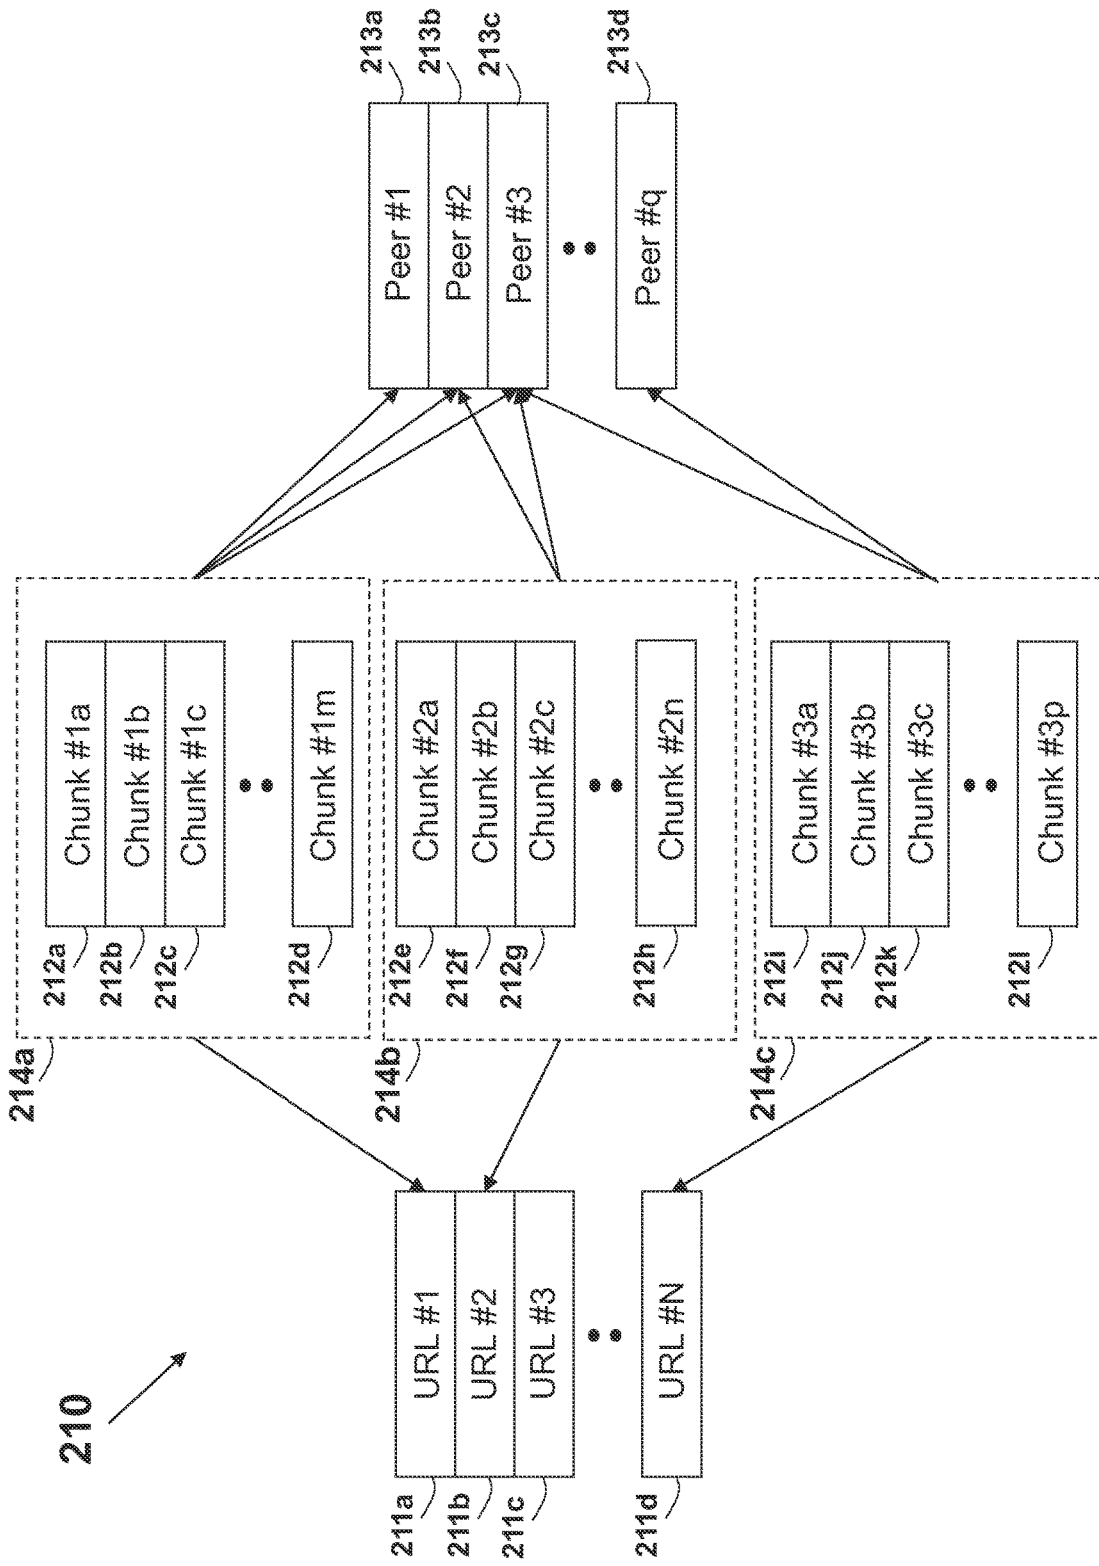 210
211a
URL #1
211b
URL #2
211c
URL #3
211d
URL #N
214a
212a
Chunk #1a
212b
Chunk #1b
212c
Chunk #1c
212d
Chunk #1m
214b
212e
Chunk #2a
212f
Chunk #2b
212g
Chunk #2c
212h
Chunk #2n
214c
212i
Chunk #3a
212j
Chunk #3b
212k
Chunk #3c
212l
Chunk #3p
Peer #1
213a
Peer #2
213b
Peer #3
213c
Peer #q
213d